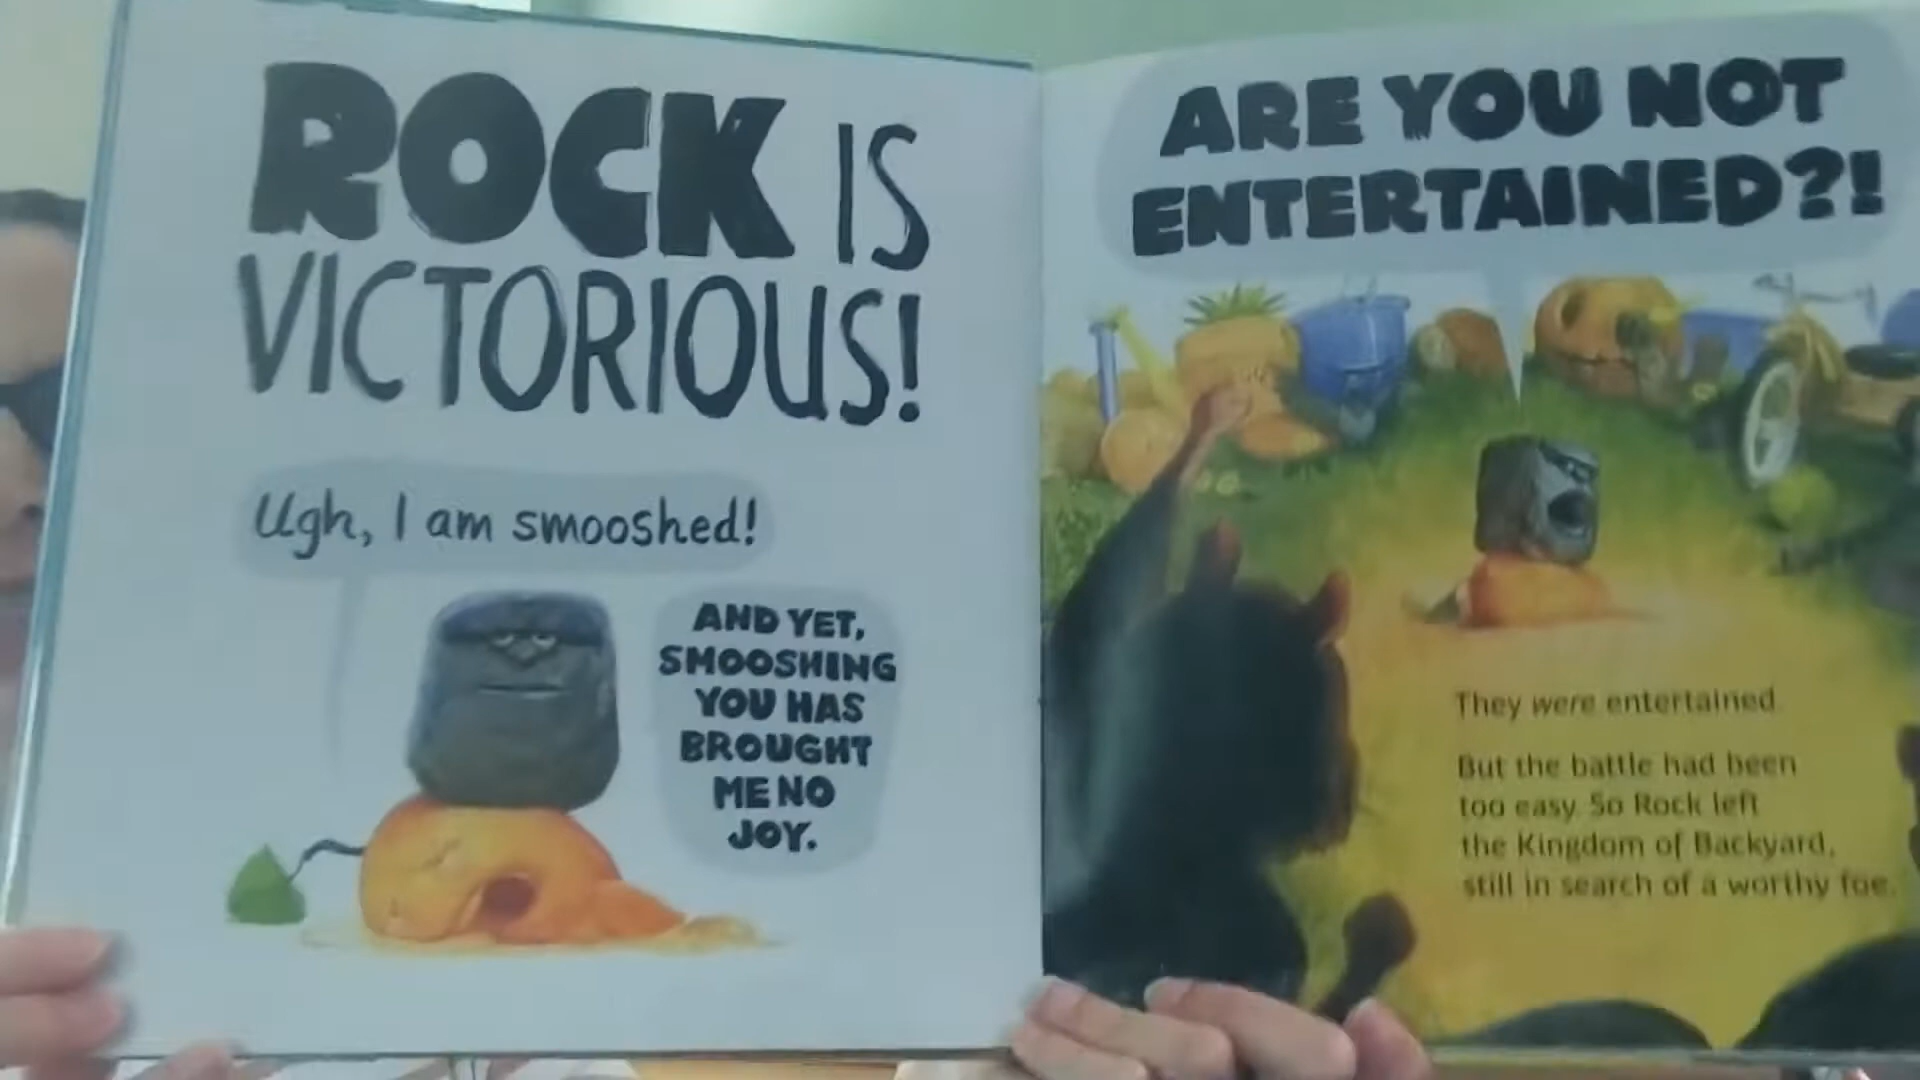 ROCK IS
VICTORIOUS!
Ugh, I am smooshed!
AND YET,
SMOOSHING
YOU HAS
BROUGHT
ME NO
JOY.
ARE YOU NOT
ENTERTAINED?!
They were entertained.
But the battle had been
too easy. So Rock left
the Kingdom of Backyard,
still in search of a worthy foe.